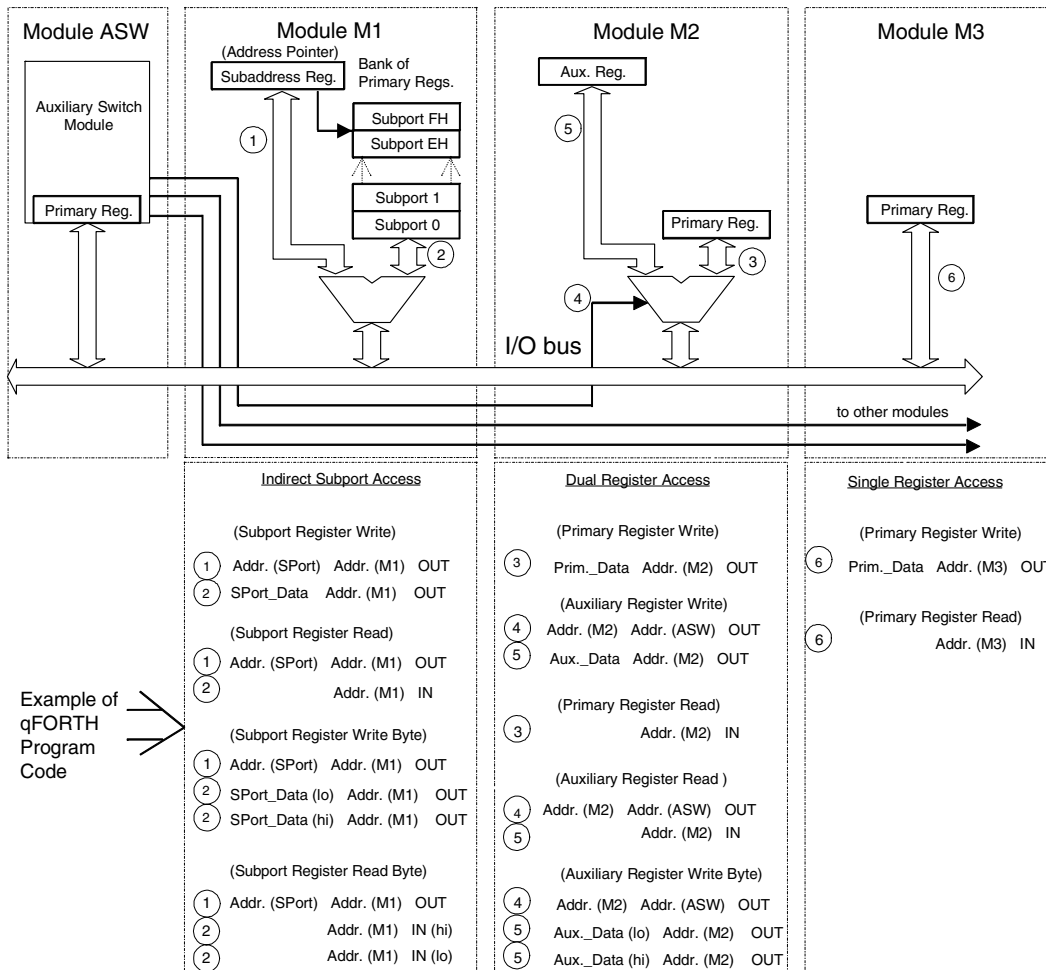 Module ASW
Auxiliary Switch
Module
Primary Reg.
Module M1
(Address Pointer)
Subaddress Reg.
Bank of
Primary Regs.
Subport FH
Subport EH
1
Subport 1
Subport 0
2
Module M2
Aux. Reg.
5
Primary Reg.
3
4
Module M3
Primary Reg.
6
I/O bus
to other modules
Example of
qFORTH
Program
Code
Indirect Subport Access
(Subport Register Write)
1 Addr. (SPort) Addr. (M1) OUT
2 SPort_Data Addr. (M1) OUT
(Subport Register Read)
1 Addr. (SPort) Addr. (M1) OUT
2 Addr. (M1) IN
(Subport Register Write Byte)
1 Addr. (SPort) Addr. (M1) OUT
2 SPort_Data (lo) Addr. (M1) OUT
2 SPort_Data (hi) Addr. (M1) OUT
(Subport Register Read Byte)
1 Addr. (SPort) Addr. (M1) OUT
2 Addr. (M1) IN (hi)
2 Addr. (M1) IN (lo)
Dual Register Access
(Primary Register Write)
3 Prim._Data Addr. (M2) OUT
(Auxiliary Register Write)
4 Addr. (M2) Addr. (ASW) OUT
5 Aux._Data Addr. (M2) OUT
(Primary Register Read)
3 Addr. (M2) IN
(Auxiliary Register Read )
4 Addr. (M2) Addr. (ASW) OUT
5 Addr. (M2) IN
(Auxiliary Register Write Byte)
4 Addr. (M2) Addr. (ASW) OUT
5 Aux._Data (lo) Addr. (M2) OUT
5 Aux._Data (hi) Addr. (M2) OUT
Single Register Access
(Primary Register Write)
6 Prim._Data Addr. (M3) OUT
(Primary Register Read)
6 Addr. (M3) IN